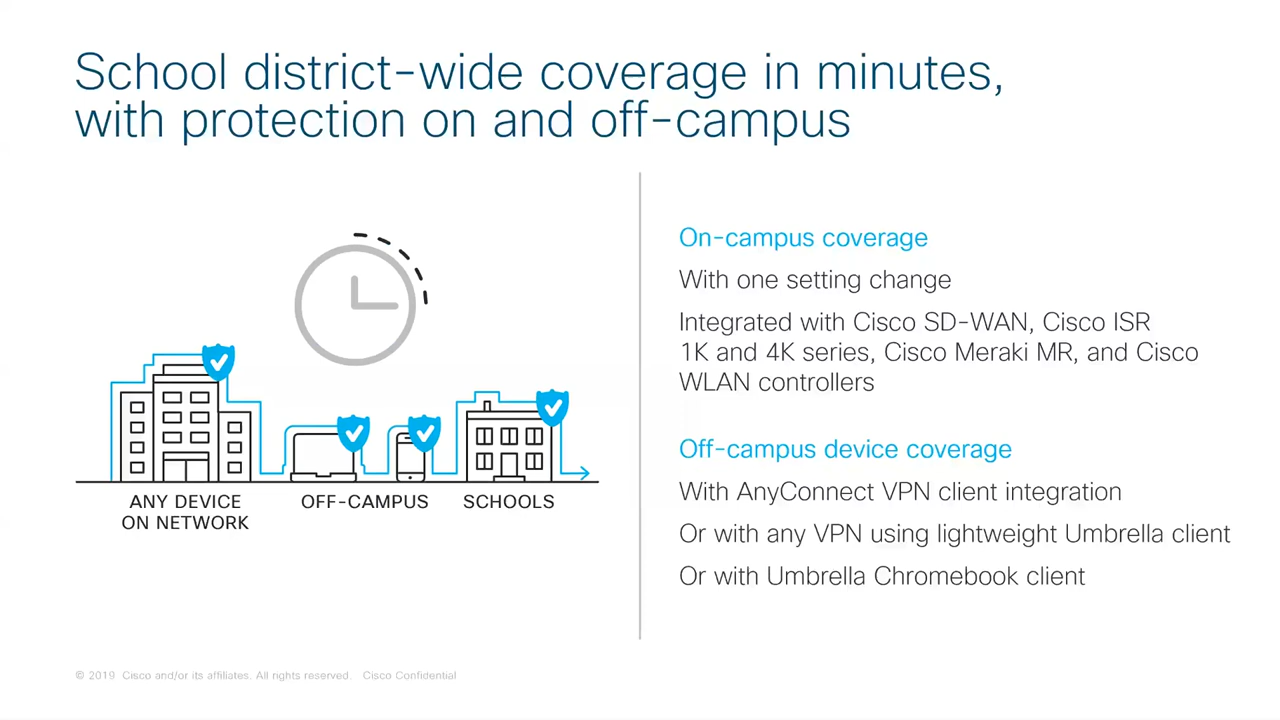 School district-wide coverage in minutes,
with protection on and off-campus
ANY DEVICE
ON NETWORK
OFF-CAMPUS
SCHOOLS
On-campus coverage
With one setting change
Integrated with Cisco SD-WAN, Cisco ISR
1K and 4K series, Cisco Meraki MR, and Cisco
WLAN controllers
Off-campus device coverage
With AnyConnect VPN client integration
Or with any VPN using lightweight Umbrella client
Or with Umbrella Chromebook client
© 2019 Cisco and/or its affiliates. All rights reserved. Cisco Confidential